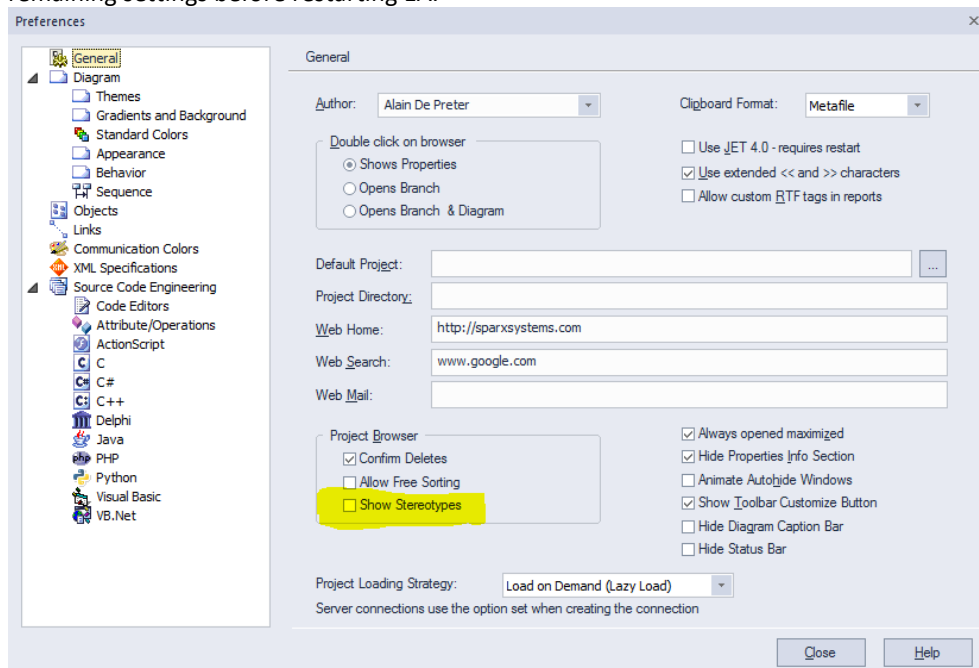 remaining settings before restarting EA.
Preferences
General
Diagram
Themes
Gradients and Background
Standard Colors
Appearance
Behavior
Sequence
Objects
Links
Communication Colors
XML Specifications
Source Code Engineering
Code Editors
Attribute/Operations
ActionScript
C
C#
C++
Delphi
Java
PHP
Python
Visual Basic
VB.Net
General
Author: Alain De Preter
Clipboard Format: Metafile
Double click on browser
Shows Properties
Opens Branch
Opens Branch & Diagram
Use JET 4.0 - requires restart
Use extended << and >> characters
Allow custom RTF tags in reports
Default Project: ...
Project Directory:
Web Home: http://sparxsystems.com
Web Search: www.google.com
Web Mail:
Project Browser
Confirm Deletes
Allow Free Sorting
Show Stereotypes
Always opened maximized
Hide Properties Info Section
Animate Autohide Windows
Show Toolbar Customize Button
Hide Diagram Caption Bar
Hide Status Bar
Project Loading Strategy: Load on Demand (Lazy Load)
Server connections use the option set when creating the connection
Close Help